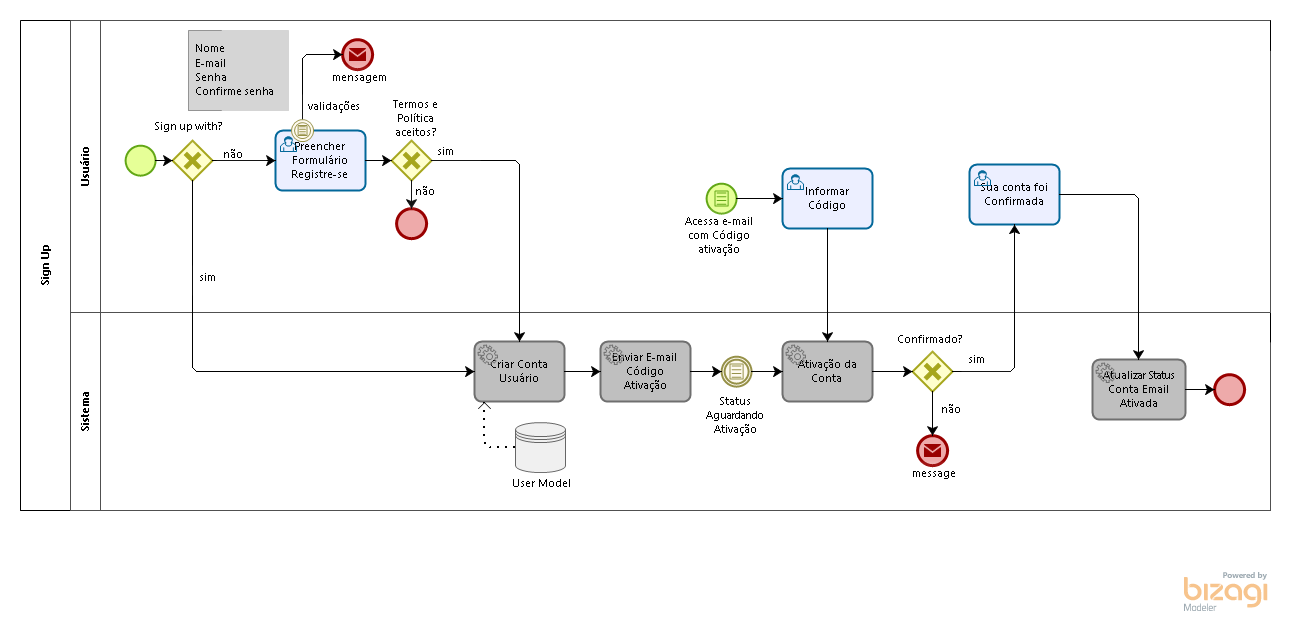 Sign Up
Usuário
Nome
E-mail
Senha
Confirme senha
mensagem
validações
Sign up with?
não
Preencher
Formulário
Registre-se
Termos e
Política
aceitos?
sim
não
sim
Acessa e-mail
com Código
ativação
Informar
Código
Sua conta foi
Confirmada
Sistema
Criar Conta
Usuário
User Model
Enviar E-mail
Código
Ativação
Status
Aguardando
Ativação
Ativação da
Conta
Confirmado?
sim
não
message
Atualizar Status
Conta Email
Ativada
Powered by
bizagi
Modeler